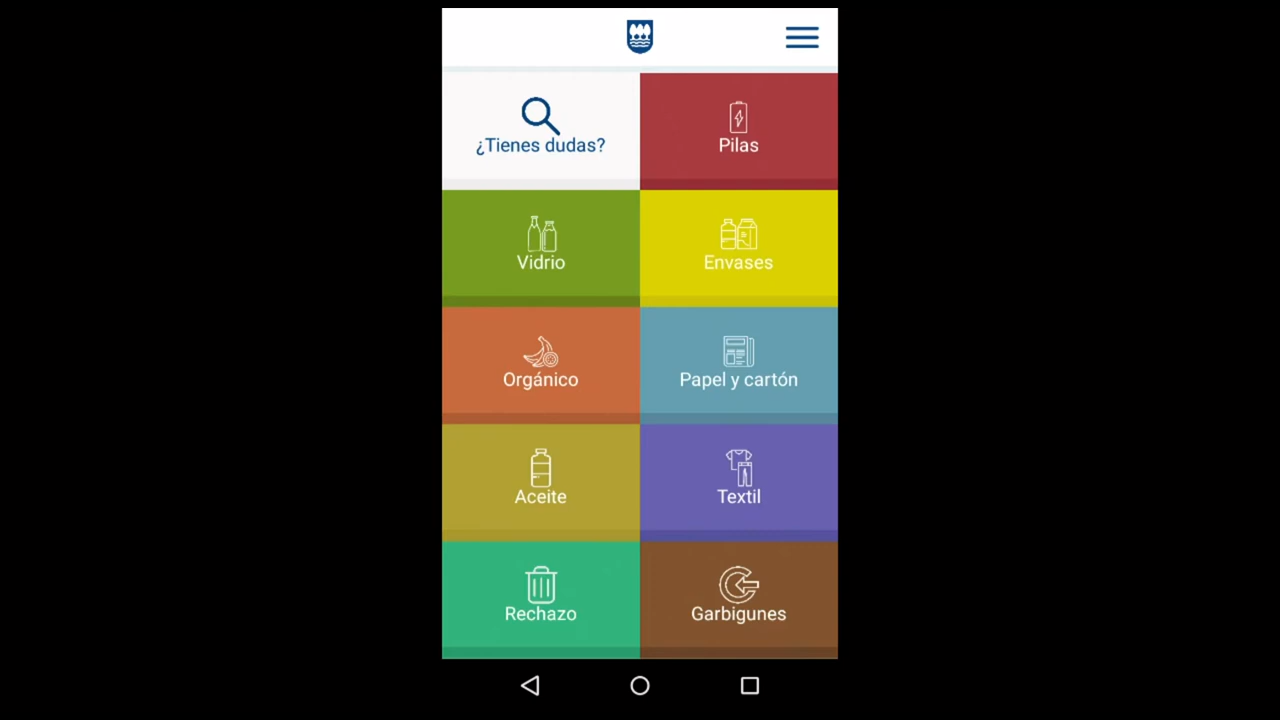 ¿Tienes dudas?
Pilas
Vidrio
Envases
Orgánico
Papel y cartón
Aceite
Textil
Rechazo
Garbigunes